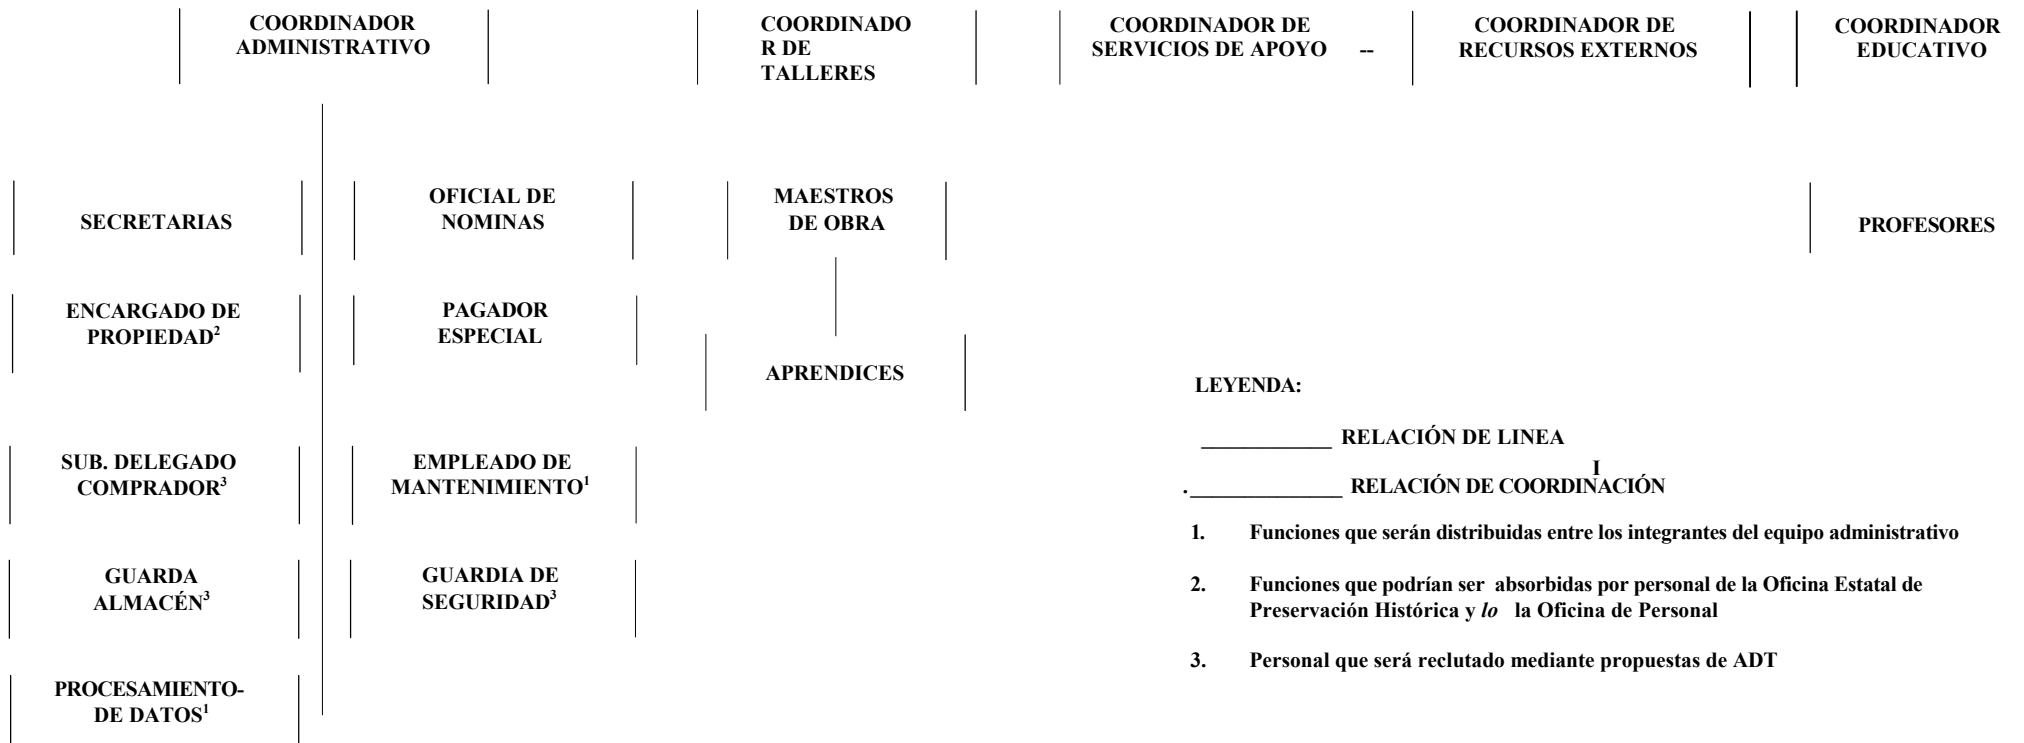 COORDINADOR
ADMINISTRATIVO
COORDINADO
R DE
TALLERES
COORDINADOR DE
SERVICIOS DE APOYO --
COORDINADOR DE
RECURSOS EXTERNOS
COORDINADOR
EDUCATIVO
SECRETARIAS
OFICIAL DE
NOMINAS
MAESTROS
DE OBRA
PROFESORES
ENCARGADO DE
PROPIEDAD²
PAGADOR
ESPECIAL
APRENDICES
SUB. DELEGADO
COMPRADOR³
EMPLEADO DE
MANTENIMIENTO¹
GUARDA
ALMACÉN³
GUARDIA DE
SEGURIDAD³
PROCESAMIENTO-
DE DATOS¹
LEYENDA:
____________ RELACIÓN DE LINEA
I
.______________ RELACIÓN DE COORDINACIÓN
1. Funciones que serán distribuidas entre los integrantes del equipo administrativo
2. Funciones que podrían ser absorbidas por personal de la Oficina Estatal de
Preservación Histórica y lo la Oficina de Personal
3. Personal que será reclutado mediante propuestas de ADT